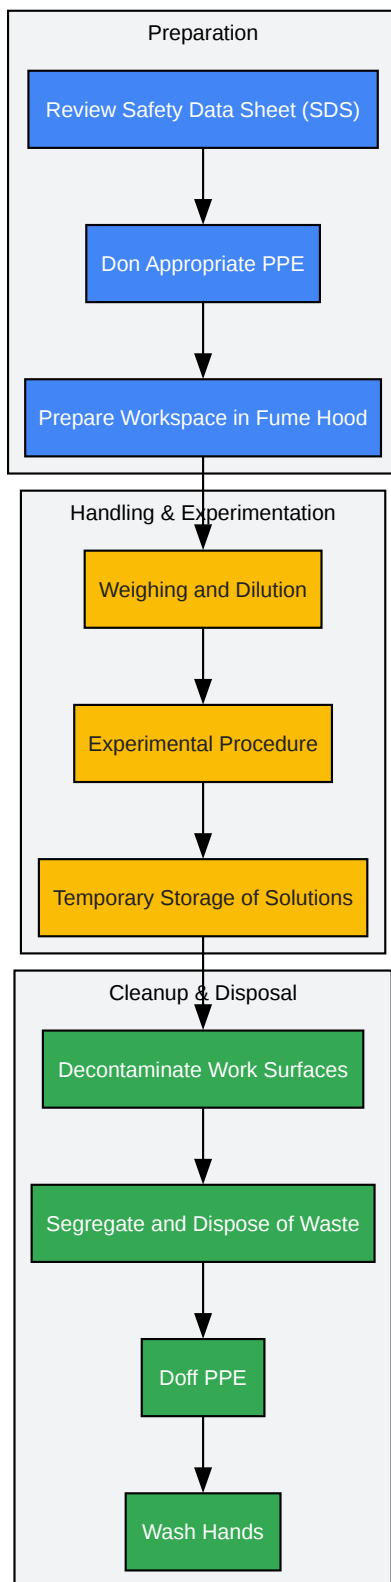 Preparation
Review Safety Data Sheet (SDS)
Don Appropriate PPE
Prepare Workspace in Fume Hood
Handling & Experimentation
Weighing and Dilution
Experimental Procedure
Temporary Storage of Solutions
Cleanup & Disposal
Decontaminate Work Surfaces
Segregate and Dispose of Waste
Doff PPE
Wash Hands